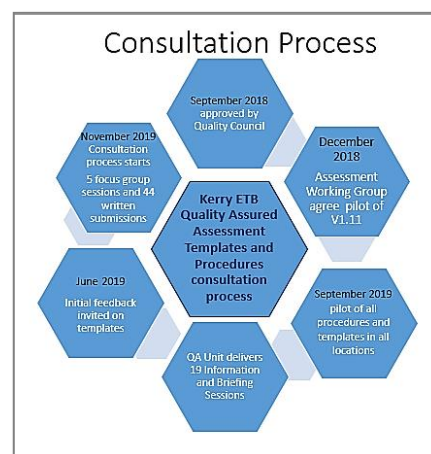 Consultation Process
September 2018
approved by
Quality Council
December
2018
Assessment
Working Group
agree pilot of
V1.11
September 2019
pilot of all
procedures and
templates in all
locations
QA Unit delivers
19 Information
and Briefing
Sessions
June 2019
Initial feedback
invited on
templates
November 2019
Consultation
process starts
5 focus group
sessions and 44
written
submissions
Kerry ETB
Quality Assured
Assessment
Templates and
Procedures
consultation
process